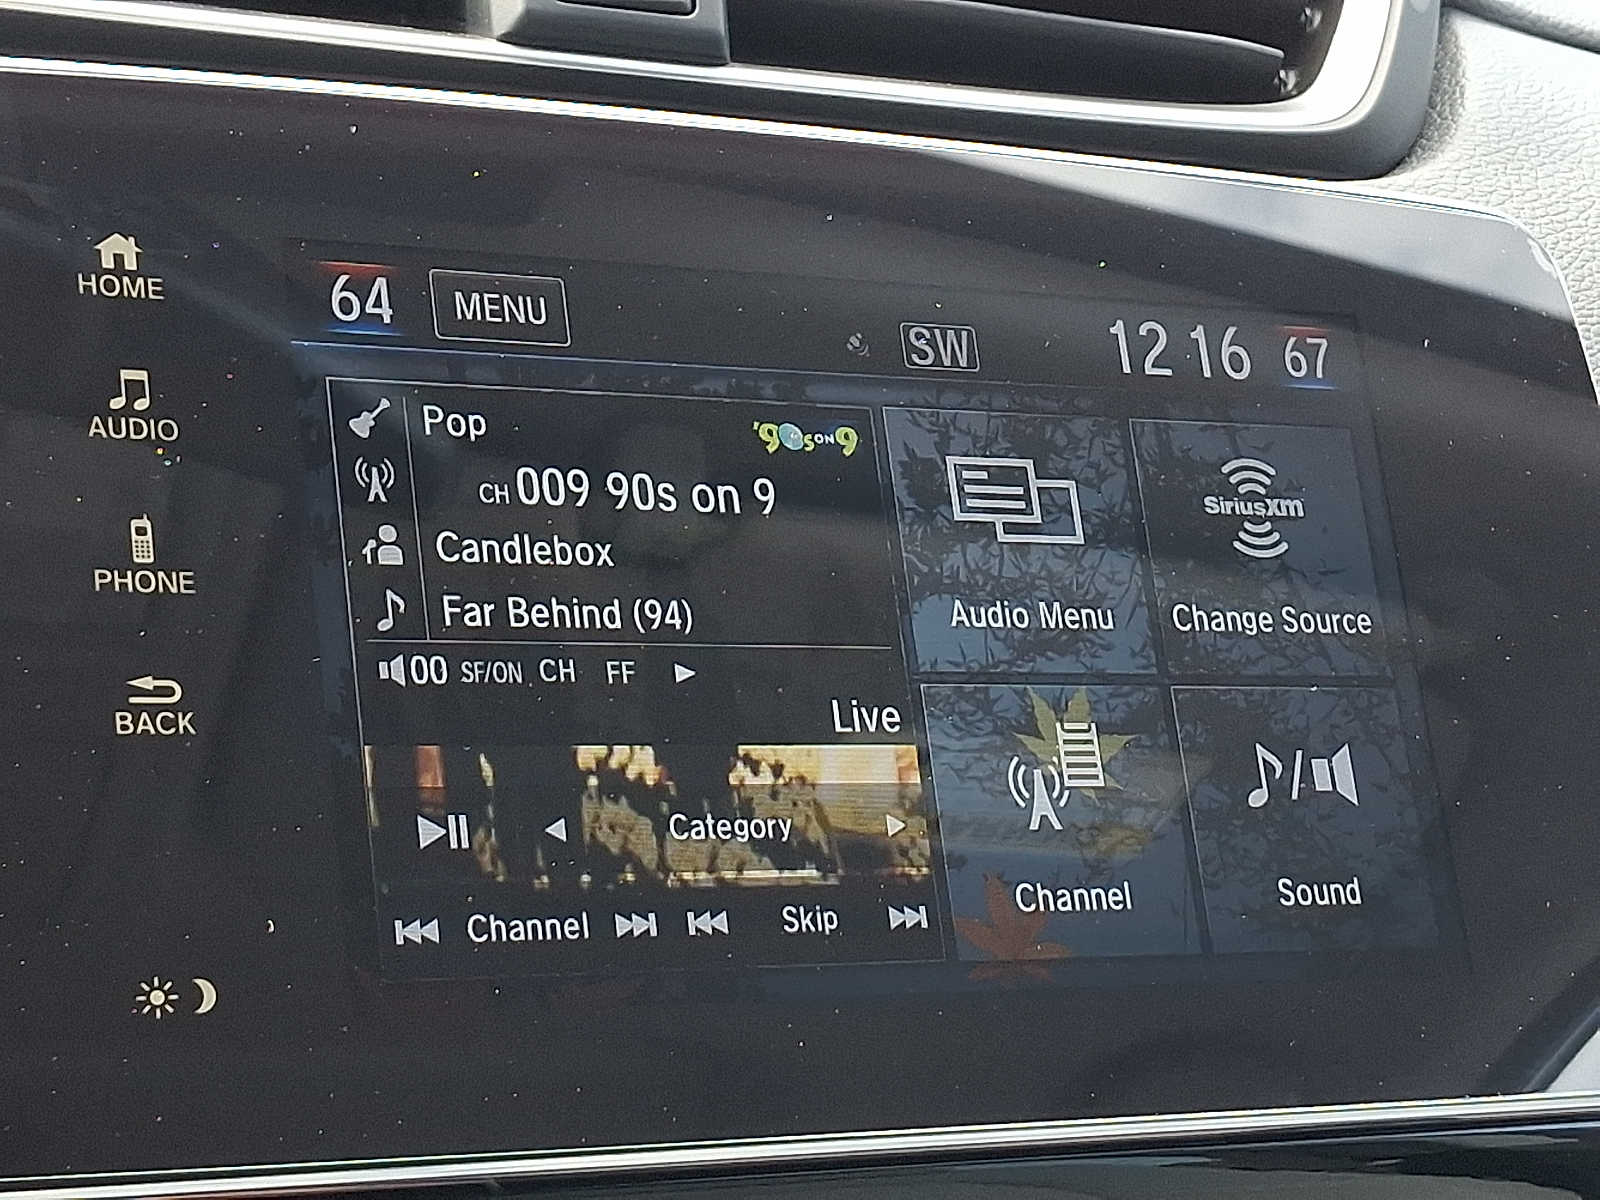 HOME
AUDIO
PHONE
BACK
64 MENU SW 12:16 67
Pop '90s ON 9
CH 009 90s on 9
Candlebox
Far Behind (94)
00 SF/ON CH FF
Live
Category
Channel Skip
Audio Menu
SiriusXM
Change Source
Channel
Sound